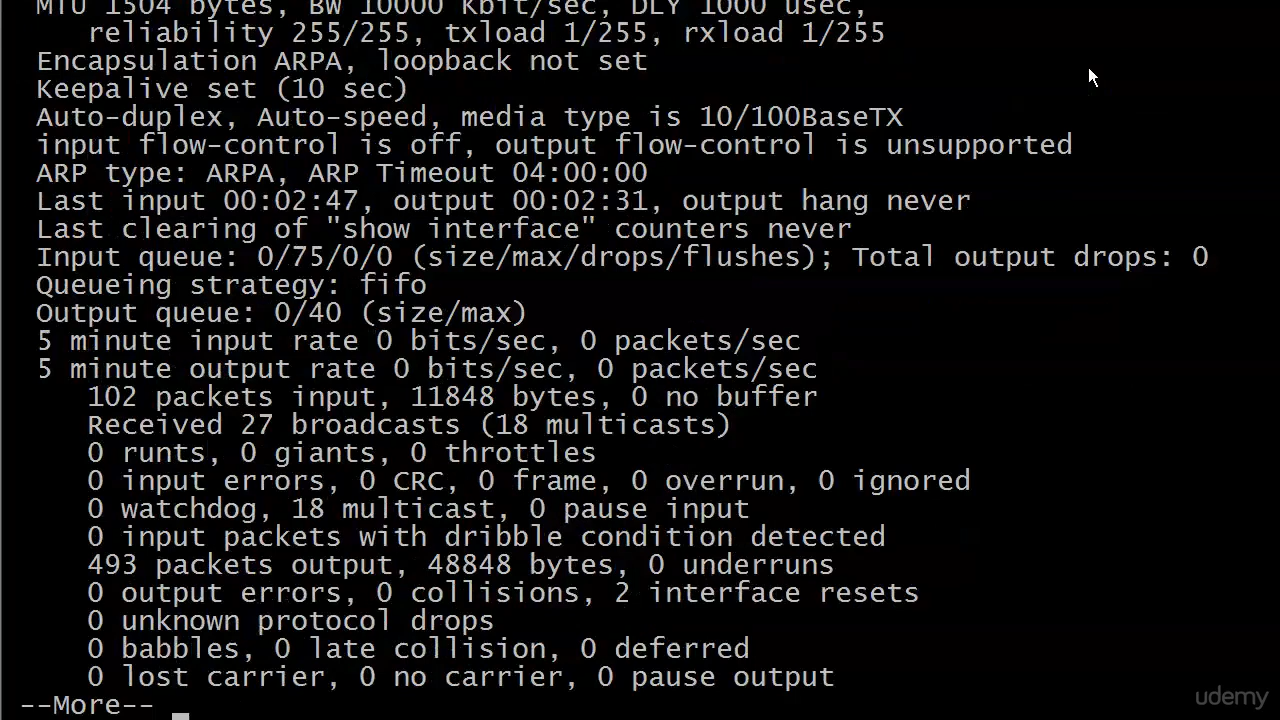 MTU 1504 bytes, BW 10000 Kbit/sec, DLY 1000 usec,
reliability 255/255, txload 1/255, rxload 1/255
Encapsulation ARPA, loopback not set
Keepalive set (10 sec)
Auto-duplex, Auto-speed, media type is 10/100BaseTX
input flow-control is off, output flow-control is unsupported
ARP type: ARPA, ARP Timeout 04:00:00
Last input 00:02:47, output 00:02:31, output hang never
Last clearing of "show interface" counters never
Input queue: 0/75/0/0 (size/max/drops/flushes); Total output drops: 0
Queueing strategy: fifo
Output queue: 0/40 (size/max)
5 minute input rate 0 bits/sec, 0 packets/sec
5 minute output rate 0 bits/sec, 0 packets/sec
102 packets input, 11848 bytes, 0 no buffer
Received 27 broadcasts (18 multicasts)
0 runts, 0 giants, 0 throttles
0 input errors, 0 CRC, 0 frame, 0 overrun, 0 ignored
0 watchdog, 18 multicast, 0 pause input
0 input packets with dribble condition detected
493 packets output, 48848 bytes, 0 underruns
0 output errors, 0 collisions, 2 interface resets
0 unknown protocol drops
0 babbles, 0 late collision, 0 deferred
0 lost carrier, 0 no carrier, 0 pause output
--More--
udemy